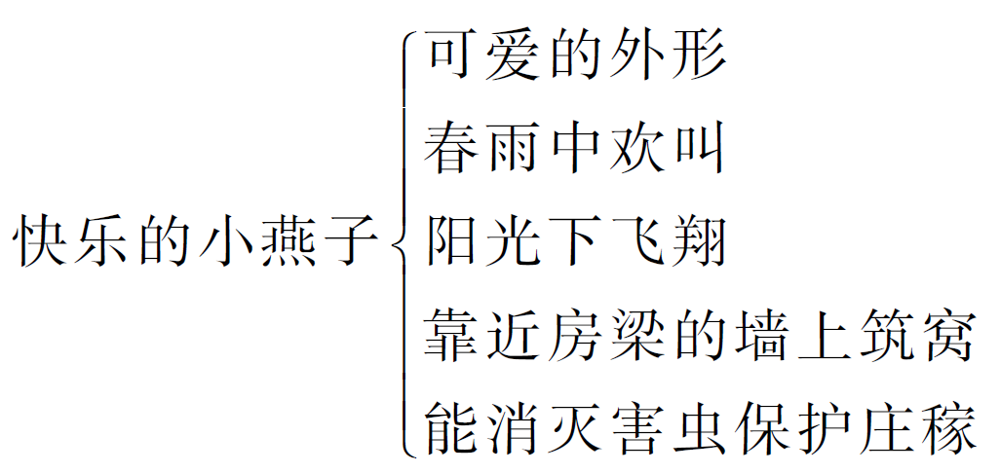 快乐的小燕子
可爱的外形
春雨中欢叫
阳光下飞翔
靠近房梁的墙上筑窝
能消灭害虫保护庄稼